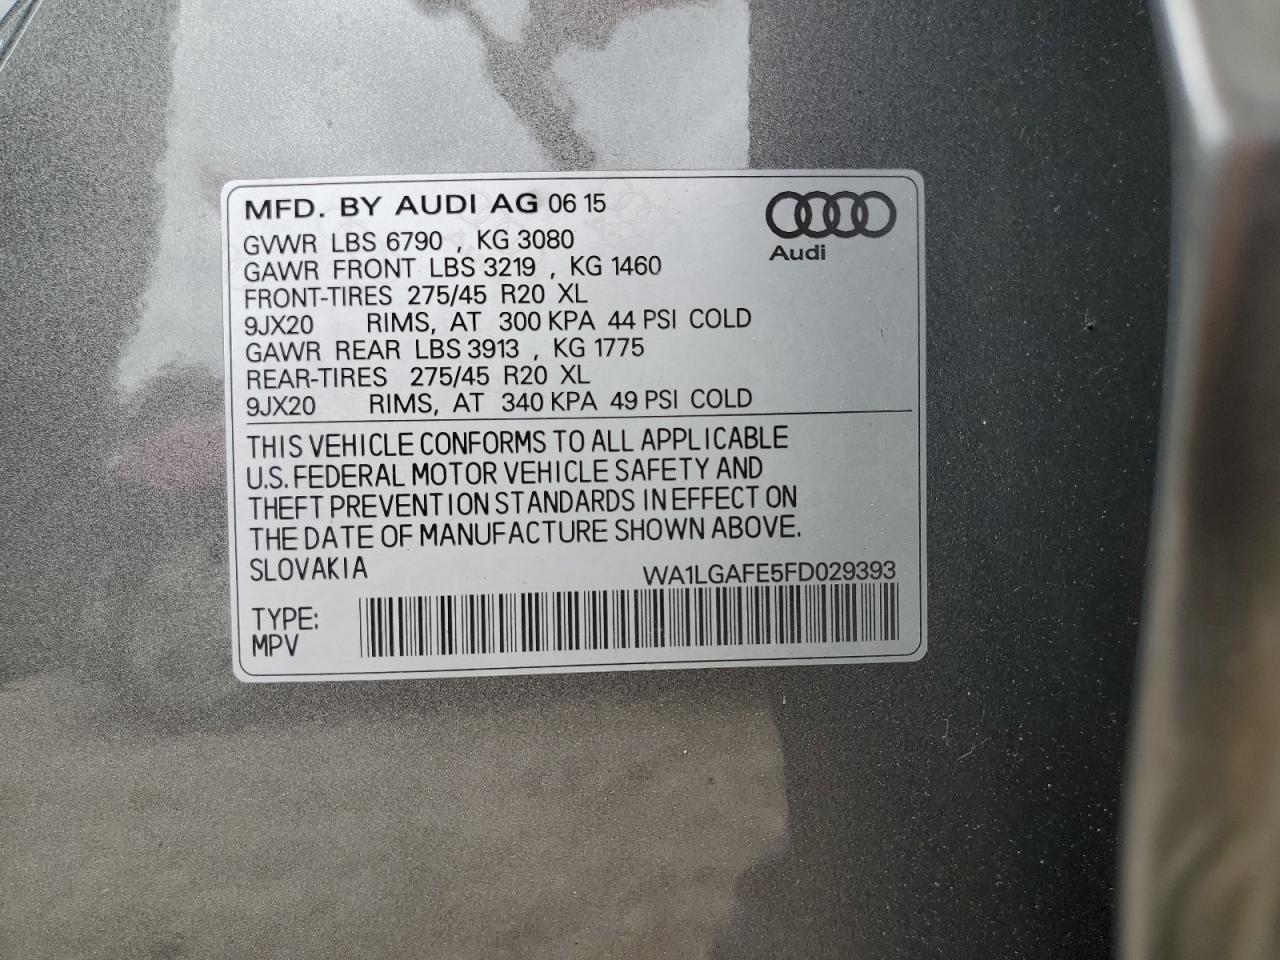 MFD. BY AUDI AG 06 15
Audi
GVWR LBS 6790 , KG 3080
GAWR FRONT LBS 3219 , KG 1460
FRONT-TIRES 275/45 R20 XL
9JX20 RIMS, AT 300 KPA 44 PSI COLD
GAWR REAR LBS 3913 , KG 1775
REAR-TIRES 275/45 R20 XL
9JX20 RIMS, AT 340 KPA 49 PSI COLD
THIS VEHICLE CONFORMS TO ALL APPLICABLE
U.S. FEDERAL MOTOR VEHICLE SAFETY AND
THEFT PREVENTION STANDARDS IN EFFECT ON
THE DATE OF MANUFACTURE SHOWN ABOVE.
SLOVAKIA WA1LGAFE5FD029393
TYPE:
MPV